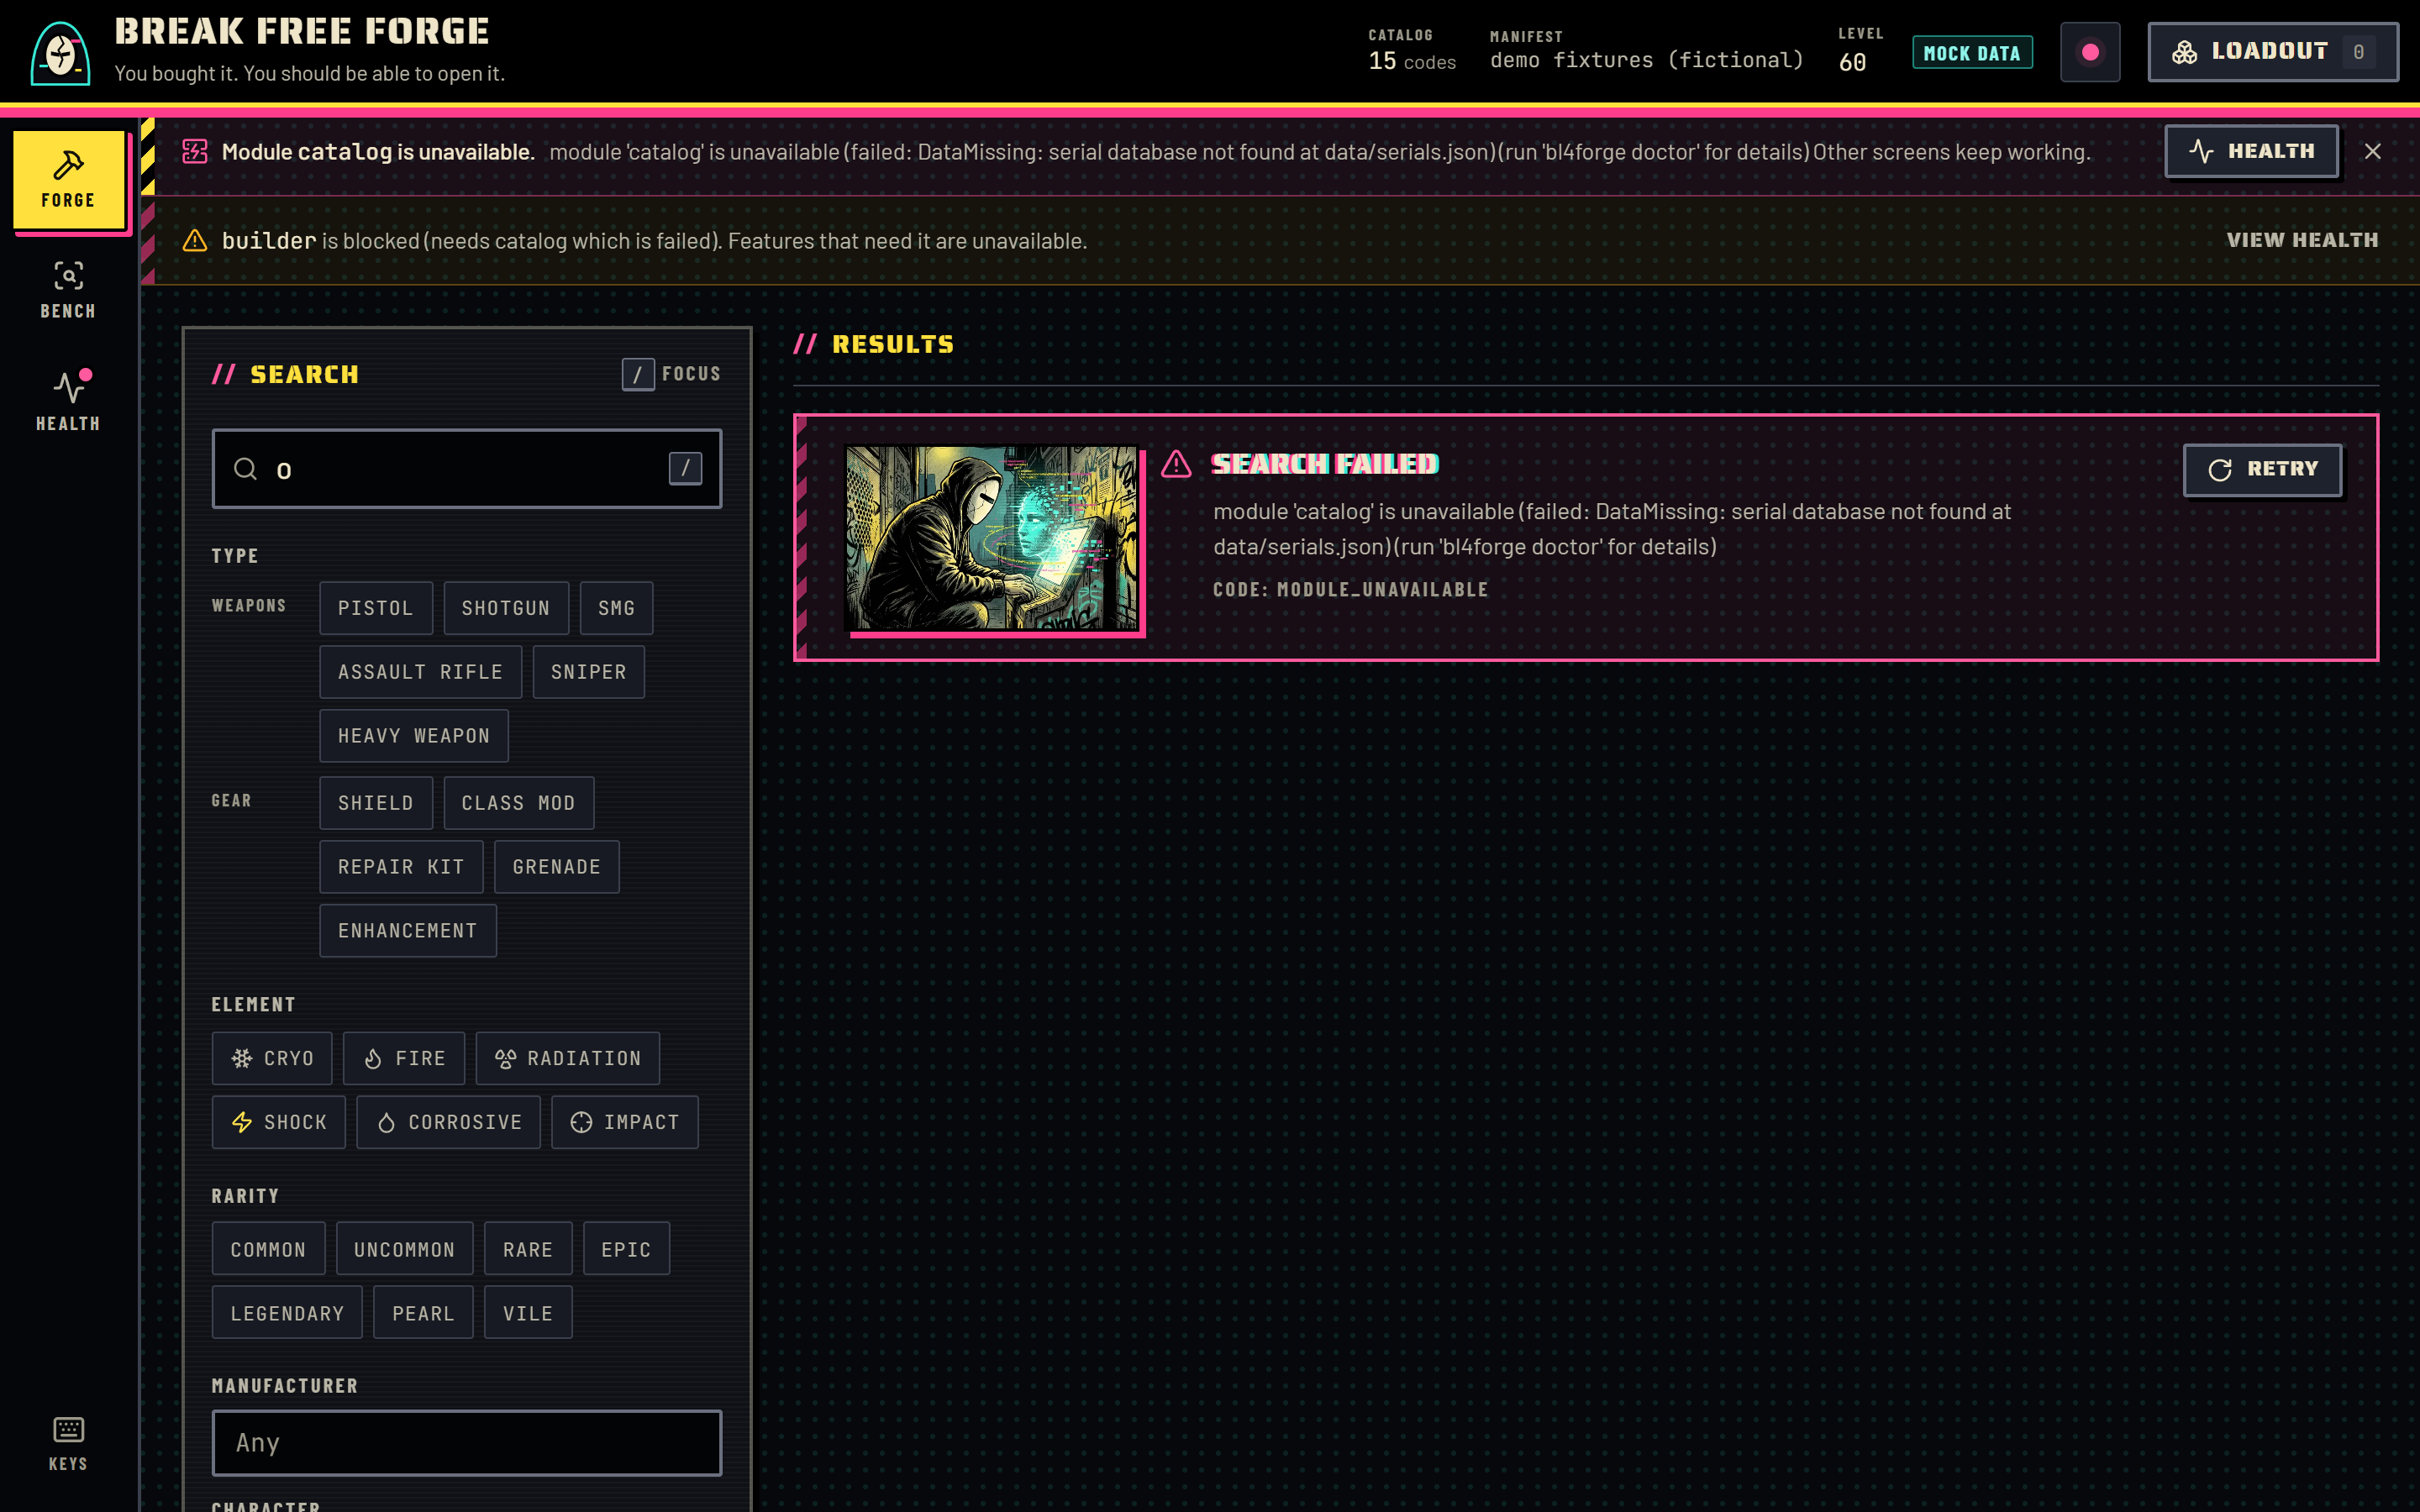 BREAK FREE FORGE
You bought it. You should be able to open it.
CATALOG
15 codes
MANIFEST
demo fixtures (fictional)
LEVEL
60
MOCK DATA
LOADOUT 0
FORGE
BENCH
HEALTH
KEYS
Module catalog is unavailable. module 'catalog' is unavailable (failed: DataMissing: serial database not found at data/serials.json) (run 'bl4forge doctor' for details) Other screens keep working.
HEALTH
builder is blocked (needs catalog which is failed). Features that need it are unavailable.
VIEW HEALTH
// SEARCH
/ FOCUS
o
/
TYPE
WEAPONS
PISTOL SHOTGUN SMG
ASSAULT RIFLE SNIPER
HEAVY WEAPON
GEAR
SHIELD CLASS MOD
REPAIR KIT GRENADE
ENHANCEMENT
ELEMENT
CRYO FIRE RADIATION
SHOCK CORROSIVE IMPACT
RARITY
COMMON UNCOMMON RARE EPIC
LEGENDARY PEARL VILE
MANUFACTURER
Any
CHARACTER
// RESULTS
SEARCH FAILED
module 'catalog' is unavailable (failed: DataMissing: serial database not found at
data/serials.json) (run 'bl4forge doctor' for details)
CODE: MODULE_UNAVAILABLE
RETRY